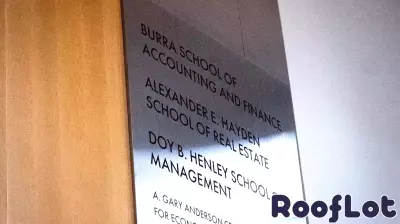 BURRA SCHOOL OF
ACCOUNTING AND FINANCE
ALEXANDER E. HAYDEN
SCHOOL OF REAL ESTATE
DOY B. HENLEY SCHOOL OF
MANAGEMENT
A. GARY ANDERSON
FOR
ROOFLOT